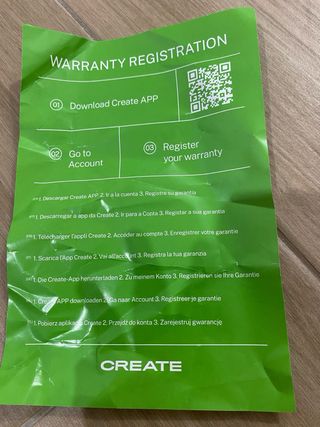 WARRANTY REGISTRATION
01 Download Create APP
02 Go to Account
03 Register your warranty
1. Descargar Create APP 2. Ir a la cuenta 3. Registre su garantía
1. Descarregar a app da Create 2. Ir para a Conta 3. Registar a sua garantia
1. Télécharger l'appli Create 2. Accéder au compte 3. Enregistrer votre garantie
1. Scarica l'App Create 2. Vai all'account 3. Registra la tua garanzia
1. Die Create-App herunterladen 2. Zu meinem Konto 3. Registrieren sie Ihre Garantie
1. Create APP downloaden 2. Ga naar Account 3. Registreer je garantie
1. Pobierz aplikację Create 2. Przejdź do konta 3. Zarejestruj gwarancję
CREATE